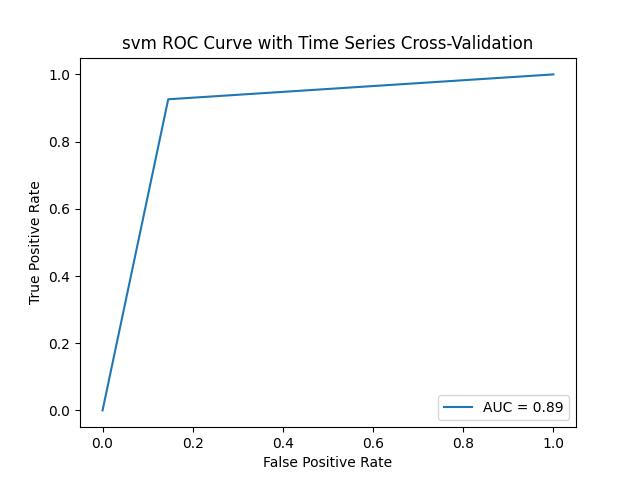 svm ROC Curve with Time Series Cross-Validation
1.0
0.8
0.6
0.4
0.2
0.0
True Positive Rate
0.0 0.2 0.4 0.6 0.8 1.0
False Positive Rate
AUC = 0.89